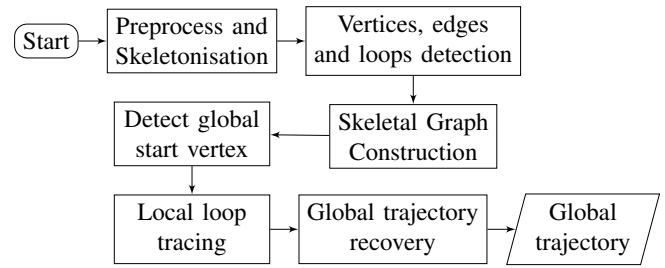 Start
Preprocess and
Skeletonisation
Vertices, edges
and loops detection
Skeletal Graph
Construction
Detect global
start vertex
Local loop
tracing
Global trajectory
recovery
Global
trajectory